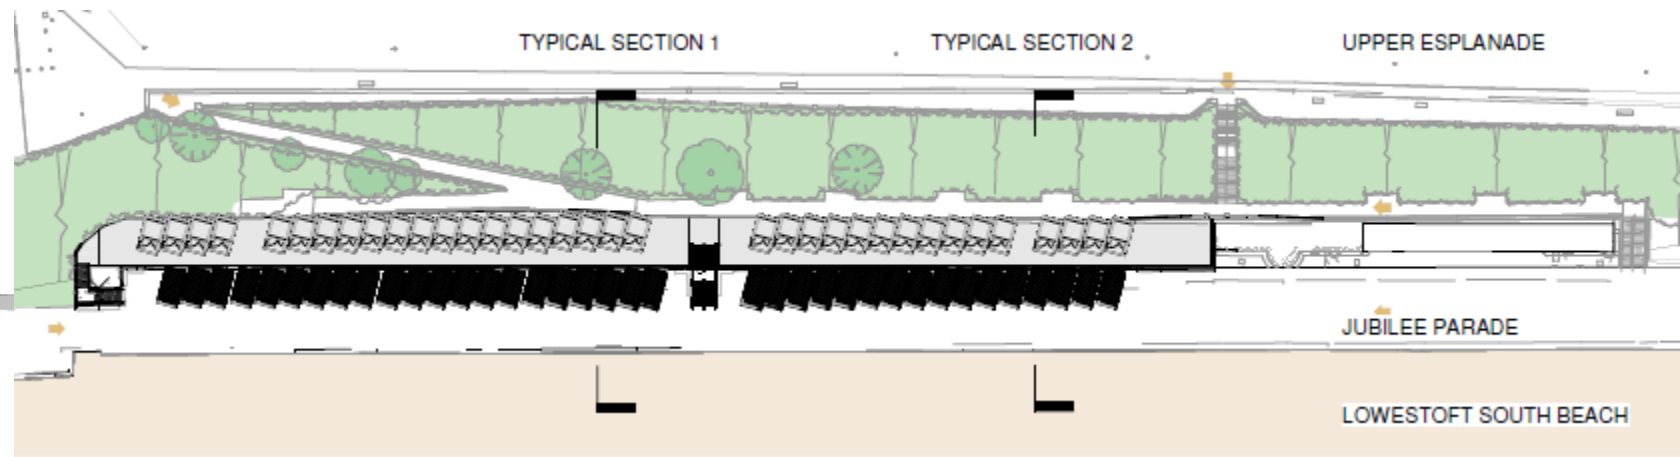 TYPICAL SECTION 1
TYPICAL SECTION 2
UPPER ESPLANADE
JUBILEE PARADE
LOWESTOFT SOUTH BEACH